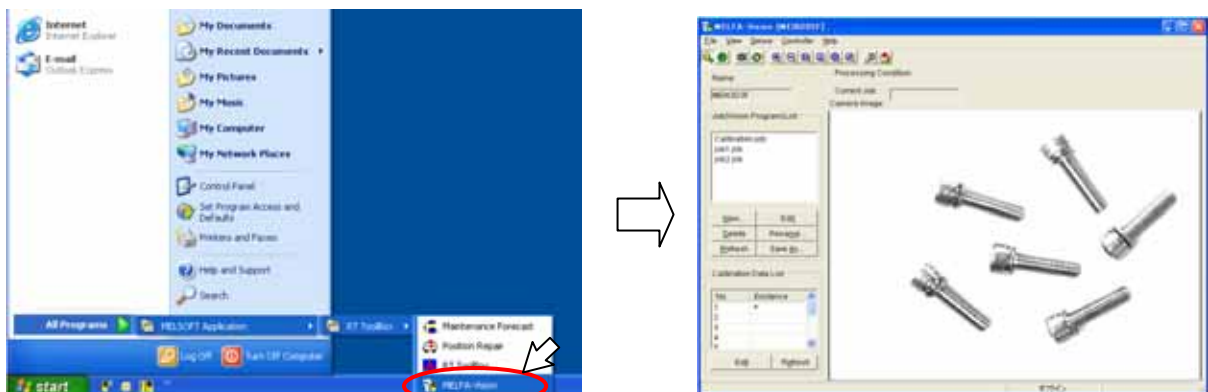 Internet
Internet Explorer
E-mail
Outlook Express
My Documents
My Recent Documents
My Pictures
My Music
My Computer
My Network Places
Control Panel
Set Program Access and
Defaults
Printers and Faxes
Help and Support
Search
All Programs
MELSOFT Application
RT ToolBox
Maintenance Forecast
Position Repair
RT ToolBox
MELFA-Vision
Log Off
Turn Off Computer
start
MELFA-Vision
File View Sensor Controller Help
Name
Processing Condition
Current Job
Camera Image
Job(Vision Program)List
Calibration.job
Job1.job
Job2.job
New
Edit
Delete
Rename
Refresh
Save As
Calibration Data List
No.
Existence
1
*
2
3
4
5
Edit
Refresh